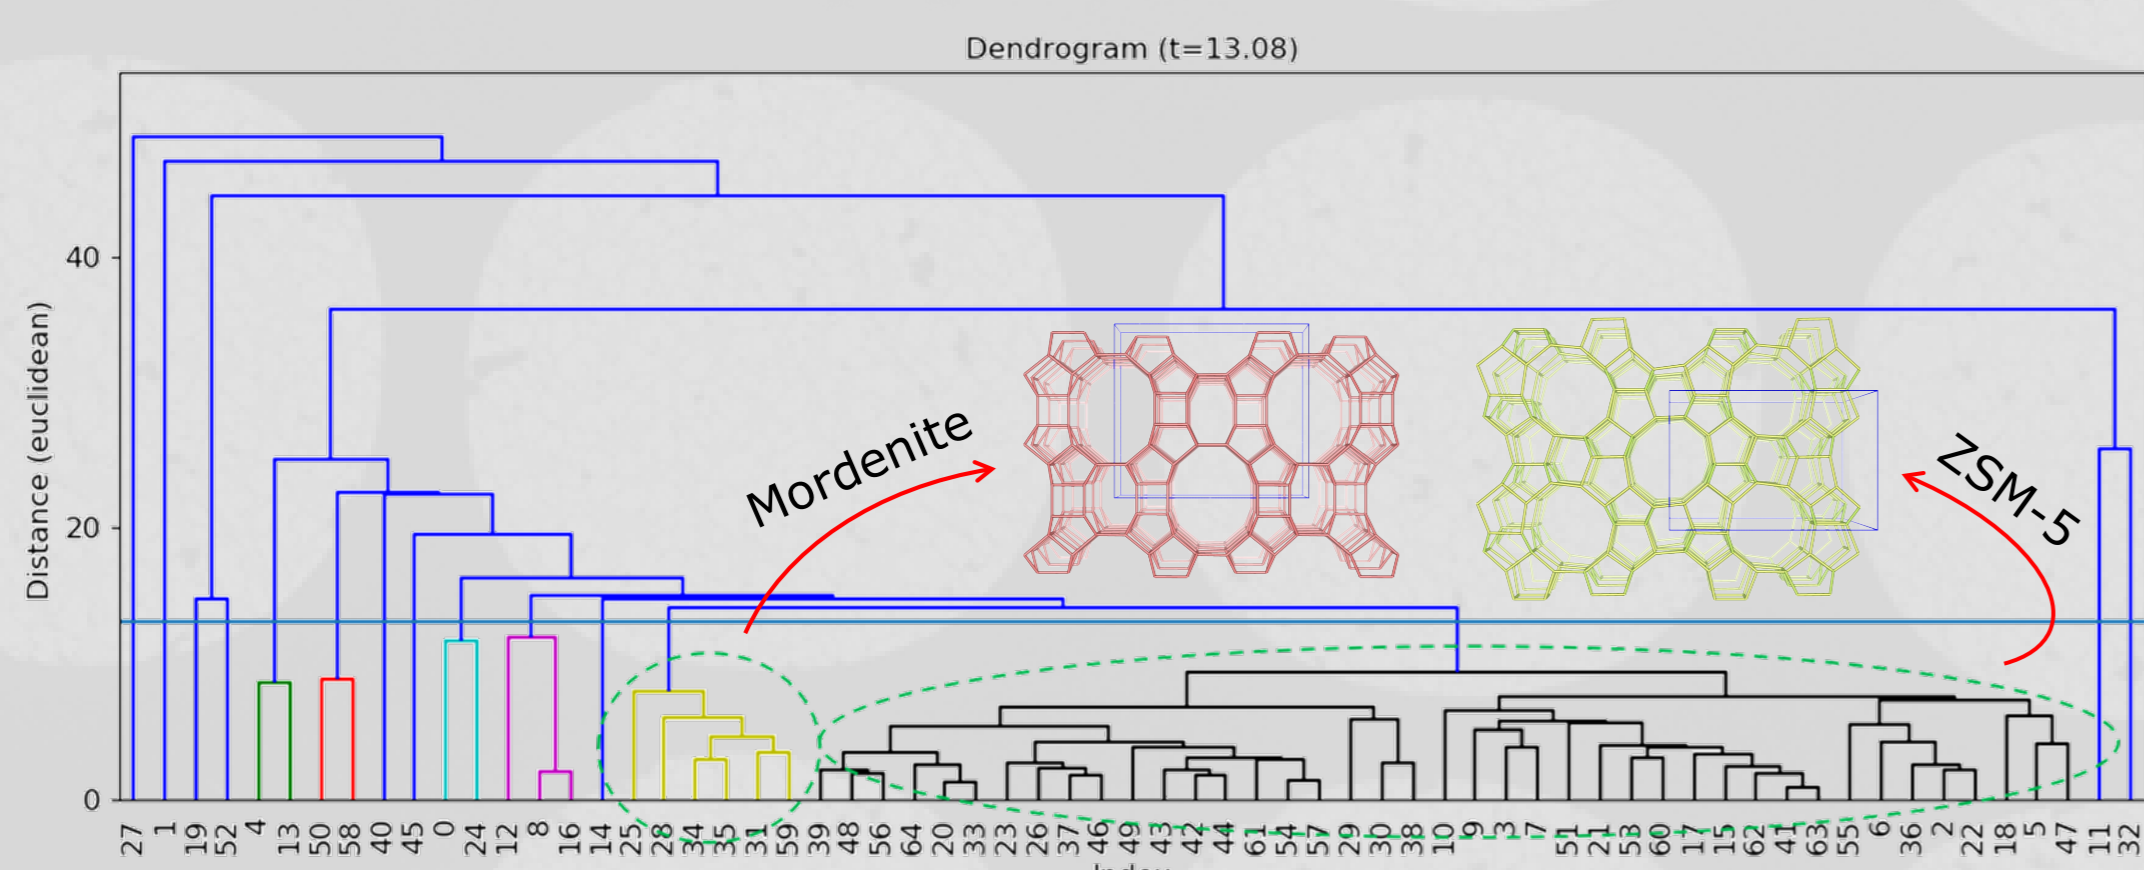 Dendrogram (t=13.08)
Distance (euclidean)
40
20
0
Mordenite
ZSM-5
27 1 19 52 4 13 50 58 40 45 0 24 12 8 16 14 25 28 34 35 31 59 39 48 56 64 20 33 23 26 37 46 49 43 42 44 61 54 57 29 30 38 10 9 3 7 51 21 53 60 17 15 62 41 63 55 6 36 2 22 18 5 47 11 32